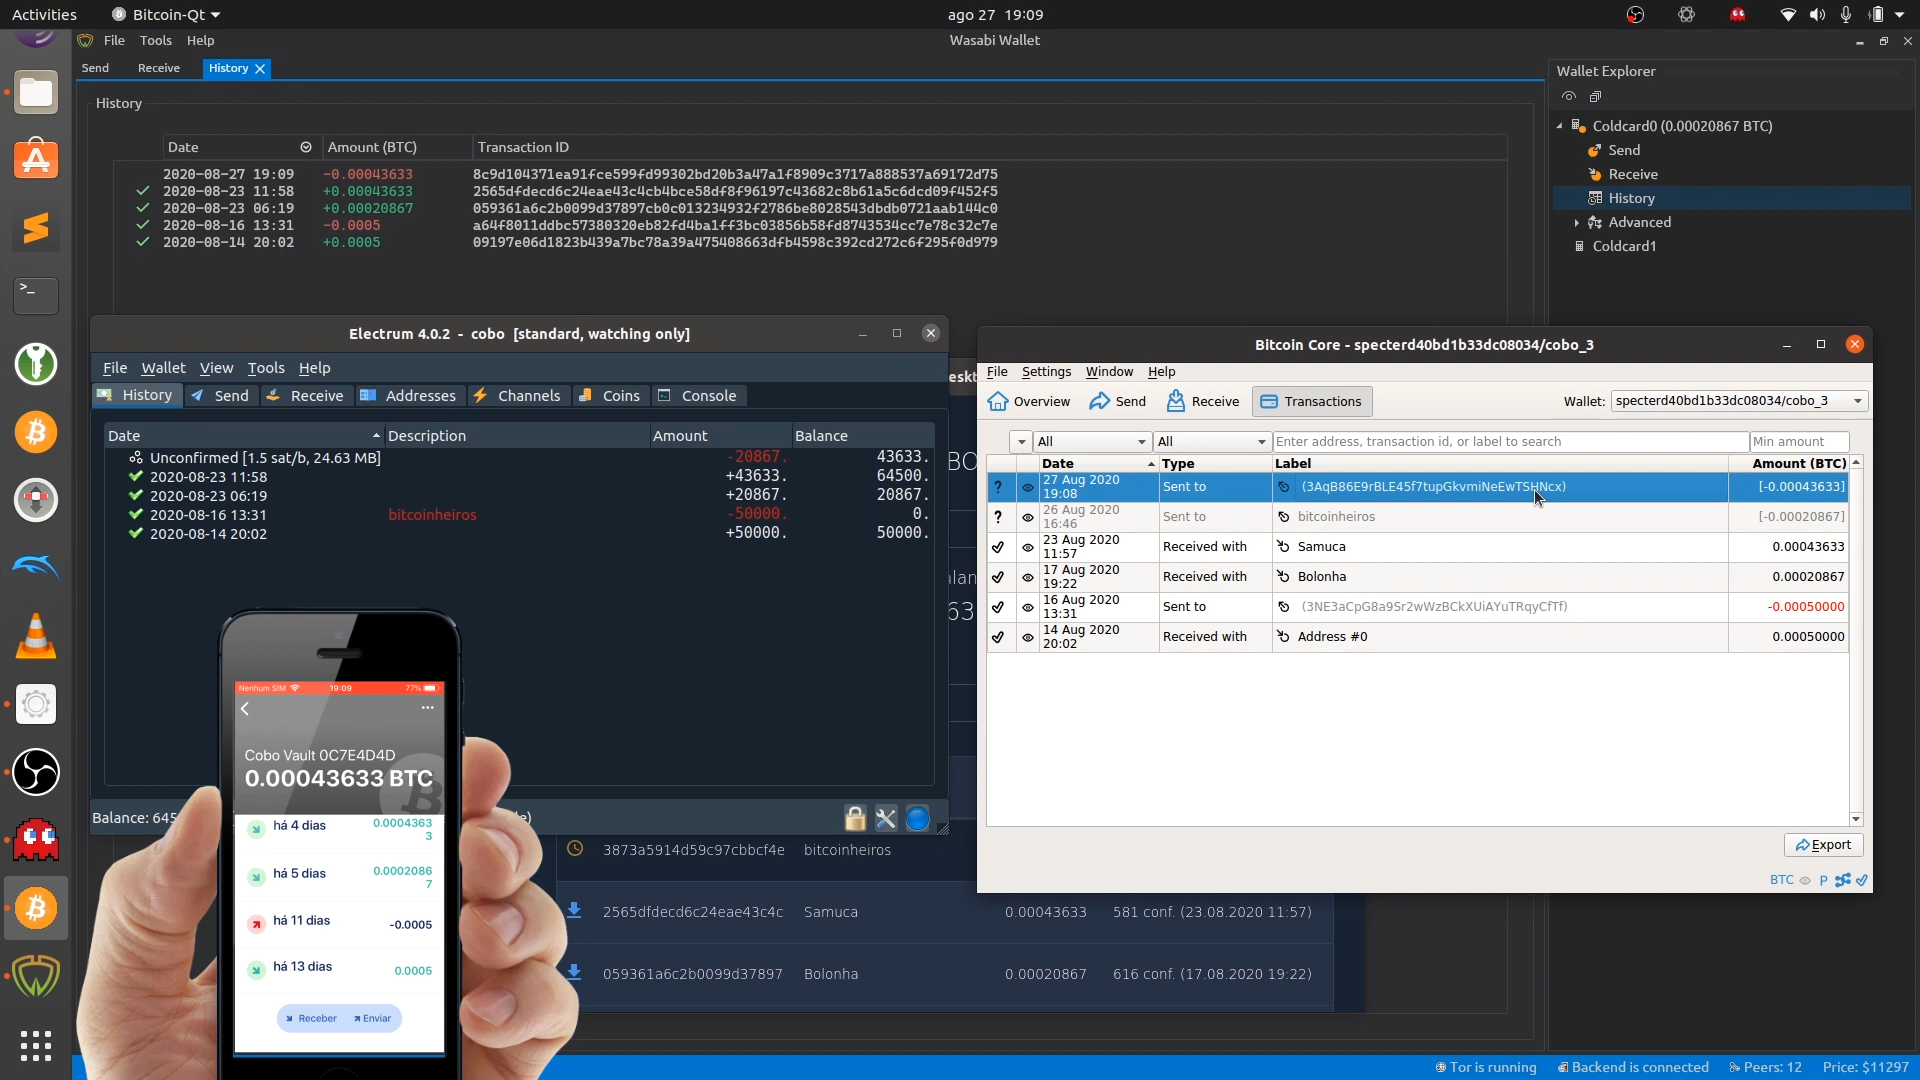 Activities
Bitcoin-Qt
ago 27 19:09
File Tools Help
Wasabi Wallet
Send Receive History
History
Date Amount (BTC) Transaction ID
2020-08-27 19:09 -0.00043633 8c9d104371ea91fce599fd99302bd20b3a47a1f8909c3717a888537a69172d75
2020-08-23 11:58 +0.00043633 2565dfdecd6c24eae43c4cb4bce58df8f96197c43682c8b61a5c6dcd09f452f5
2020-08-23 06:19 +0.00020867 059361a6c2b0099d37897cb0c013234932f2786be8028543dbdb0721aab144c0
2020-08-16 13:31 -0.0005 a64f8011ddbc57380320eb82fd4ba1ff3bc03856b58fd8743534cc7e78c32c7e
2020-08-14 20:02 +0.0005 09197e06d1823b439a7bc78a39a475408663dfb4598c392cd272c6f295f0d979
Wallet Explorer
Coldcard0 (0.00020867 BTC)
Send
Receive
History
Advanced
Coldcard1
Electrum 4.0.2 - cobo [standard, watching only]
File Wallet View Tools Help
History Send Receive Addresses Channels Coins Console
Date Description Amount Balance
Unconfirmed [1.5 sat/b, 24.63 MB] -20867. 43633.
2020-08-23 11:58 +43633. 64500.
2020-08-23 06:19 +20867. 20867.
2020-08-16 13:31 bitcoinheiros -50000. 0.
2020-08-14 20:02 +50000. 50000.
Balance: 645
Bitcoin Core - specterd40bd1b33dc08034/cobo_3
File Settings Window Help
Overview Send Receive Transactions
Wallet: specterd40bd1b33dc08034/cobo_3
All All Enter address, transaction id, or label to search Min amount
Date Type Label Amount (BTC)
27 Aug 2020 19:08 Sent to (3AqB86E9rBLE45f7tupGkvmiNeEwTSHNcx) [-0.00043633]
26 Aug 2020 16:46 Sent to bitcoinheiros [-0.00020867]
23 Aug 2020 11:57 Received with Samuca 0.00043633
17 Aug 2020 19:22 Received with Bolonha 0.00020867
16 Aug 2020 13:31 Sent to (3NE3aCpG8a9Sr2wWzBCkXUiAYuTRqyCfTf) -0.00050000
14 Aug 2020 20:02 Received with Address #0 0.00050000
Export
BTC P
Nenhum SIM 19:09 77%
Cobo Vault 0C7E4D4D
0.00043633 BTC
há 4 dias 0.00043633
há 5 dias 0.00020867
há 11 dias -0.0005
há 13 dias 0.0005
Receber Enviar
3873a5914d59c97cbbcf4e bitcoinheiros
2565dfdecd6c24eae43c4c Samuca 0.00043633 581 conf. (23.08.2020 11:57)
059361a6c2b0099d37897 Bolonha 0.00020867 616 conf. (17.08.2020 19:22)
Tor is running Backend is connected Peers: 12 Price: $11297